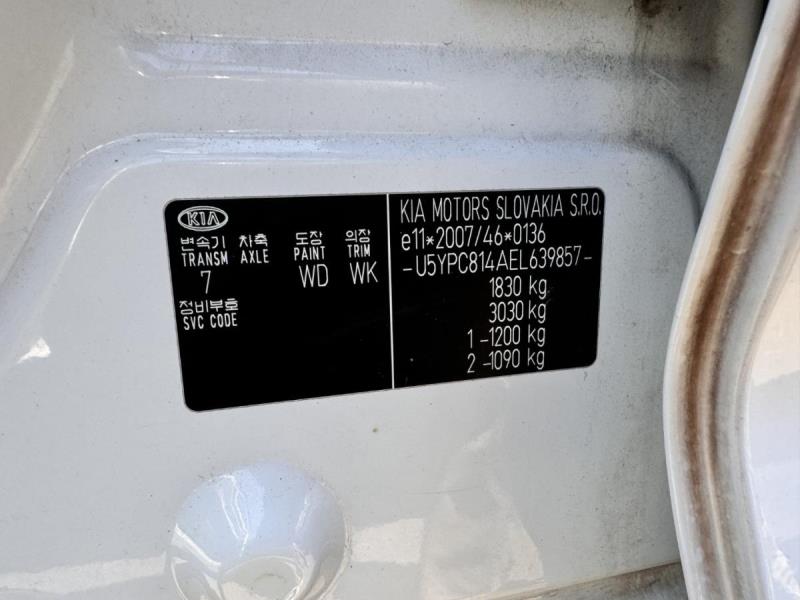 KIA
변속기 차축 도장 의장
TRANSM AXLE PAINT TRIM
7 WD WK
정비부호
SVC CODE
KIA MOTORS SLOVAKIA S.R.O.
e11*2007/46*0136
-U5YPC814AEL639857-
1830 kg
3030 kg
1 -1200 kg
2 -1090 kg